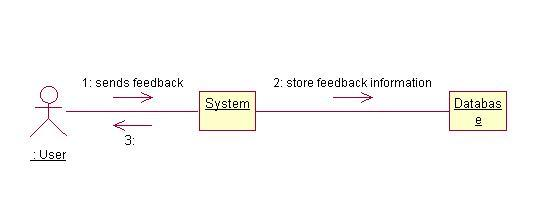 1: sends feedback
2: store feedback information
System
Databas
e
3:
: User